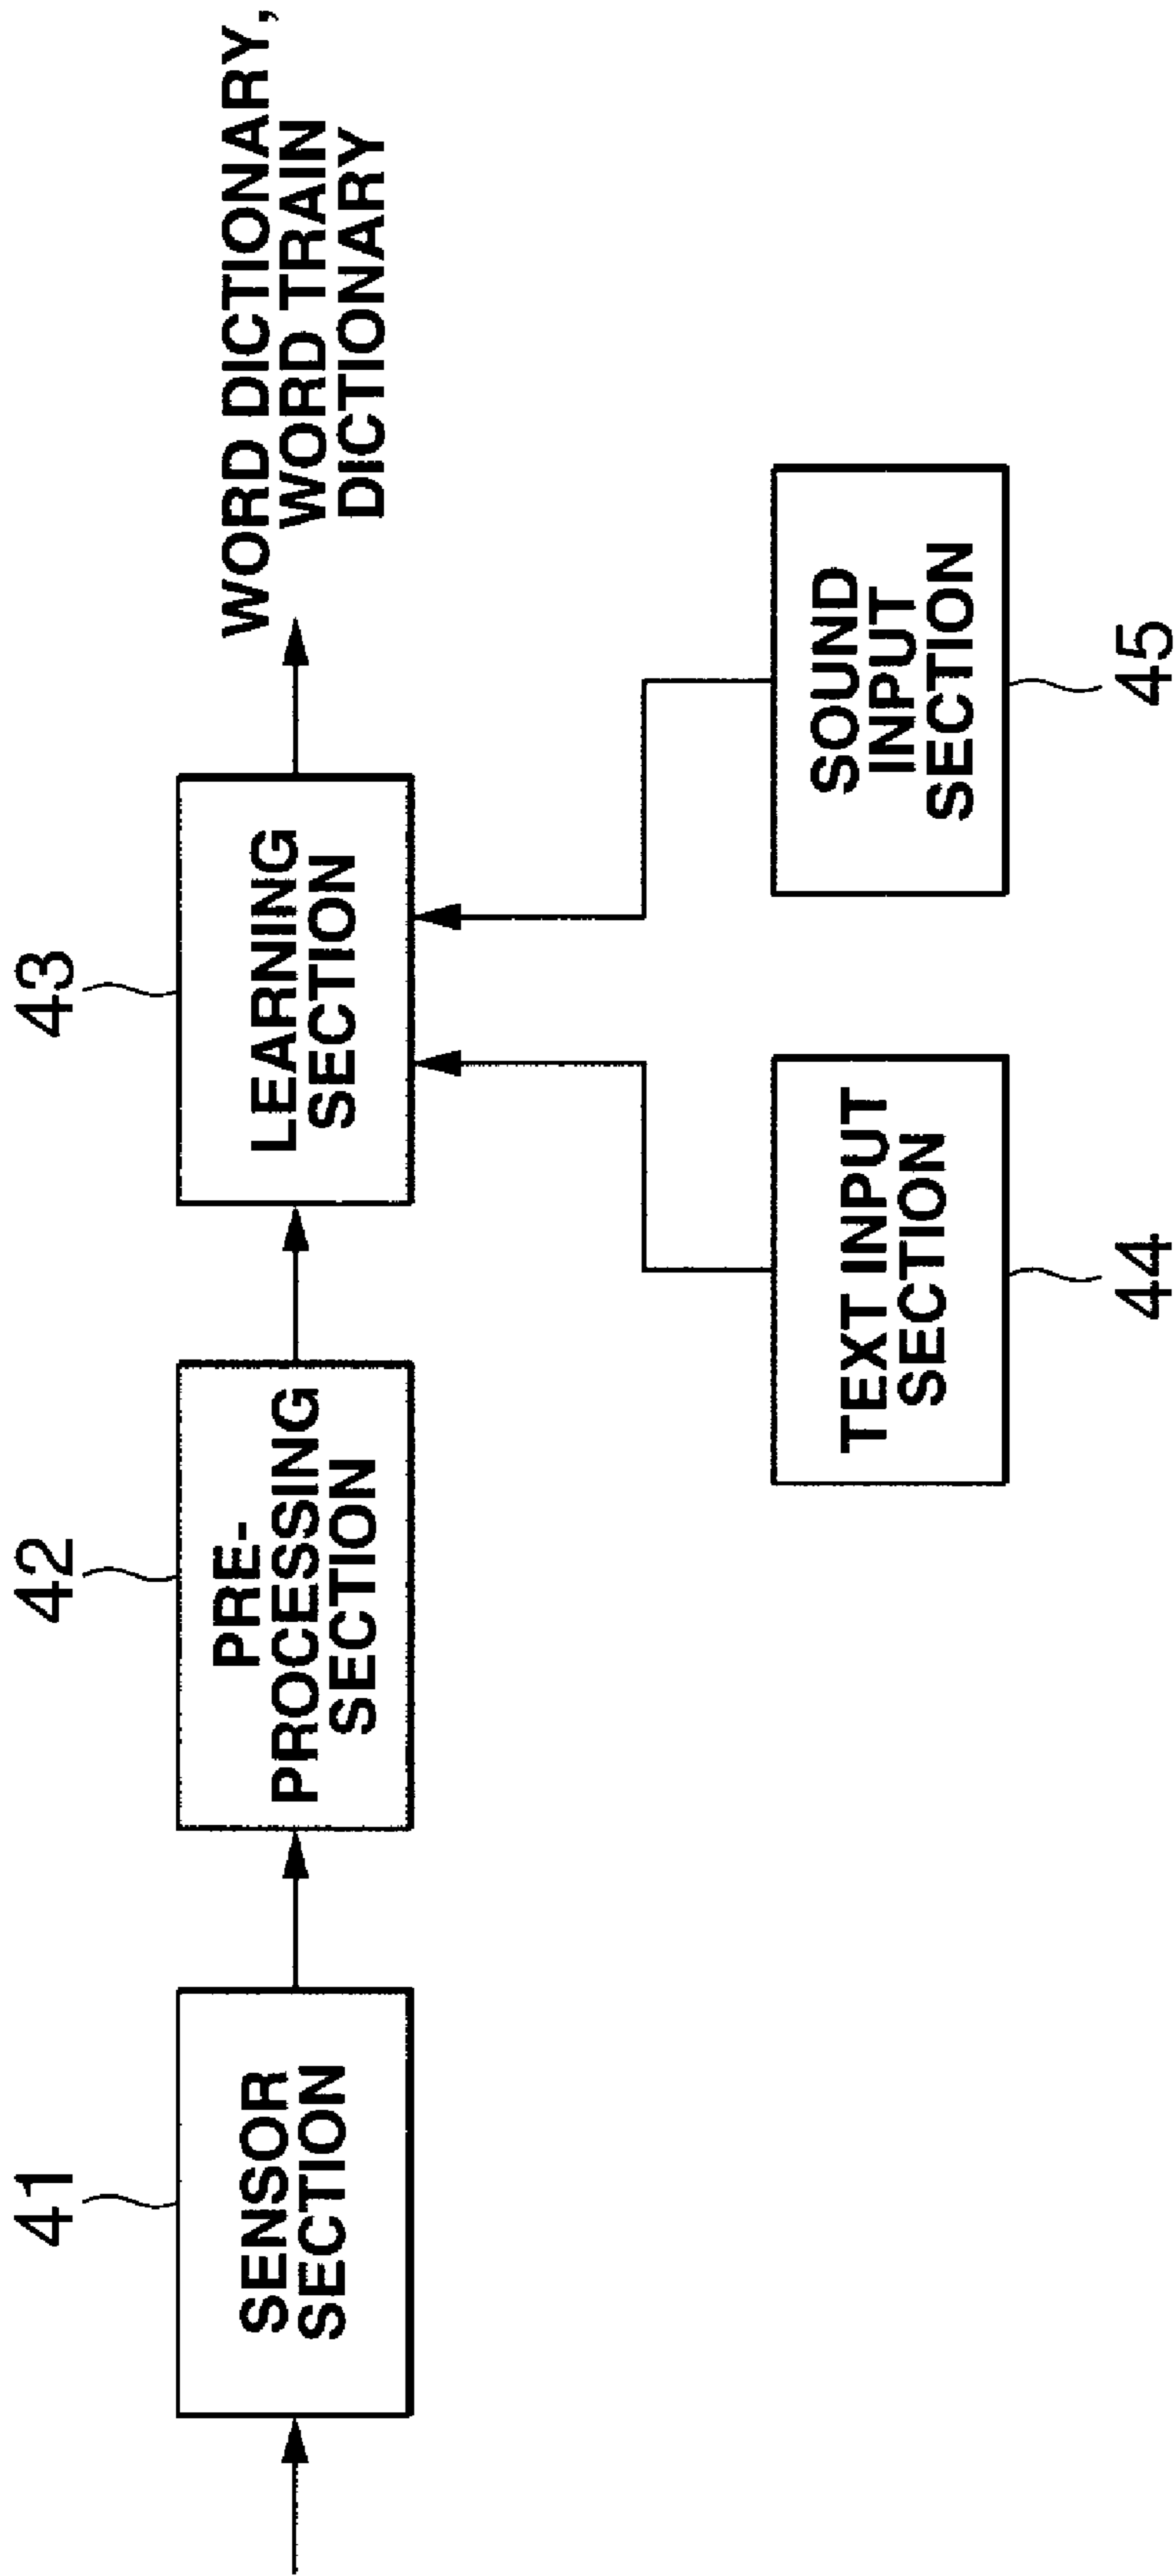 41
SENSOR
SECTION
42
PRE-
PROCESSING
SECTION
43
LEARNING
SECTION
WORD DICTIONARY,
WORD TRAIN
DICTIONARY
TEXT INPUT
SECTION
44
SOUND
INPUT
SECTION
45